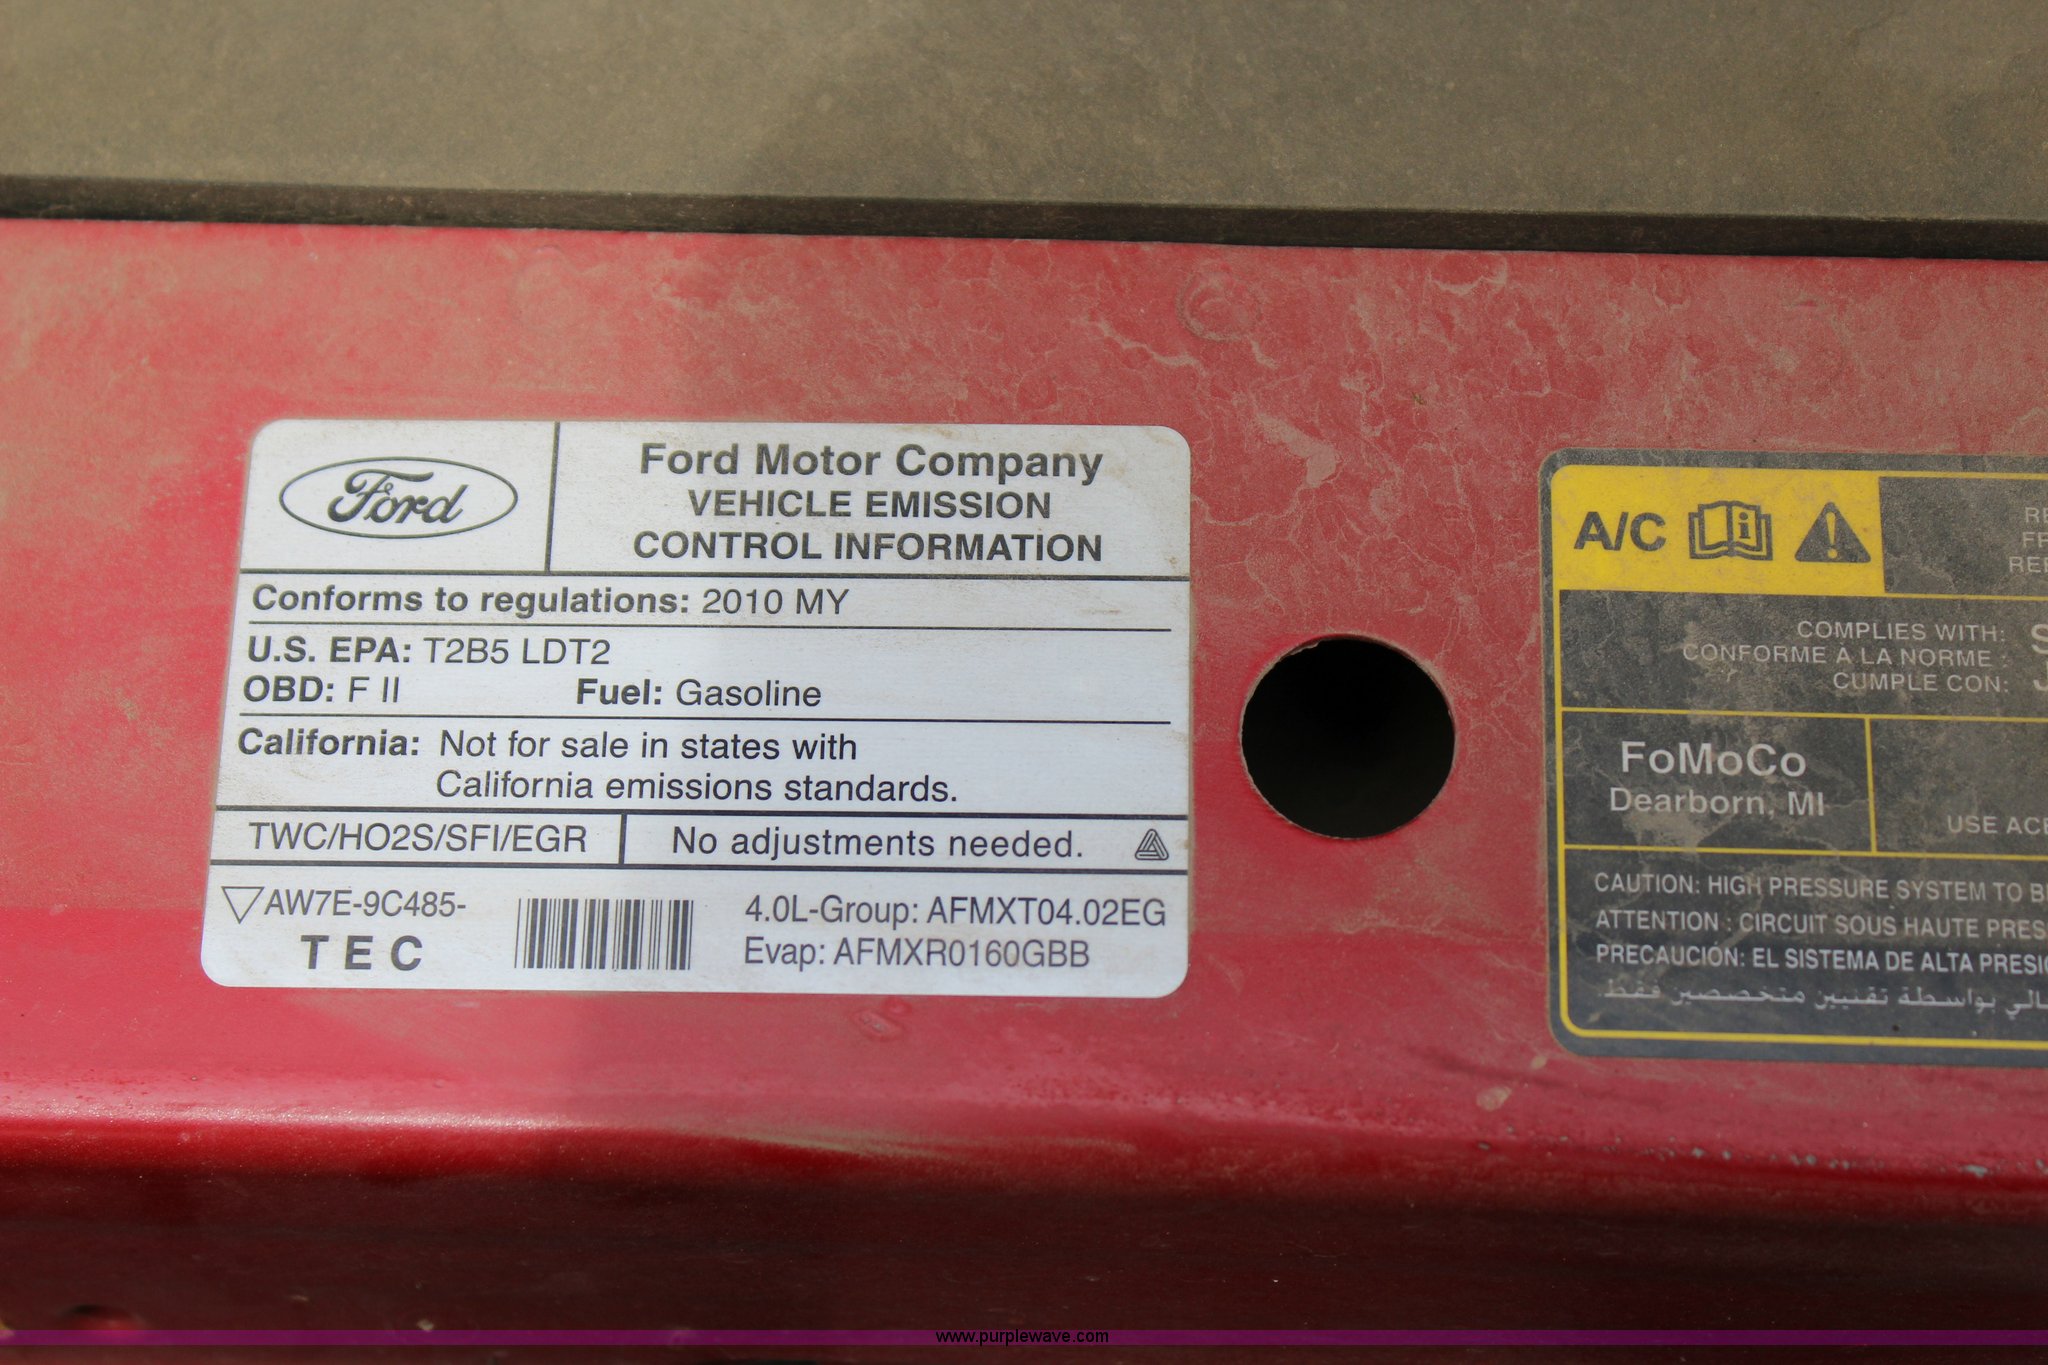 Ford
Ford Motor Company
VEHICLE EMISSION
CONTROL INFORMATION
Conforms to regulations: 2010 MY
U.S. EPA: T2B5 LDT2
OBD: F II Fuel: Gasoline
California: Not for sale in states with
California emissions standards.
TWC/HO2S/SFI/EGR
No adjustments needed.
AW7E-9C485-
TEC
4.0L-Group: AFMXT04.02EG
Evap: AFMXR0160GBB
A/C
COMPLIES WITH:
CONFORME À LA NORME :
CUMPLE CON:
FoMoCo
Dearborn, MI
USE
CAUTION: HIGH PRESSURE SYSTEM TO
ATTENTION : CIRCUIT SOUS HAUTE
PRECAUCIÓN: EL SISTEMA DE ALTA
بواسطة تقنيين متخصصين فقط.
www.purplewave.com